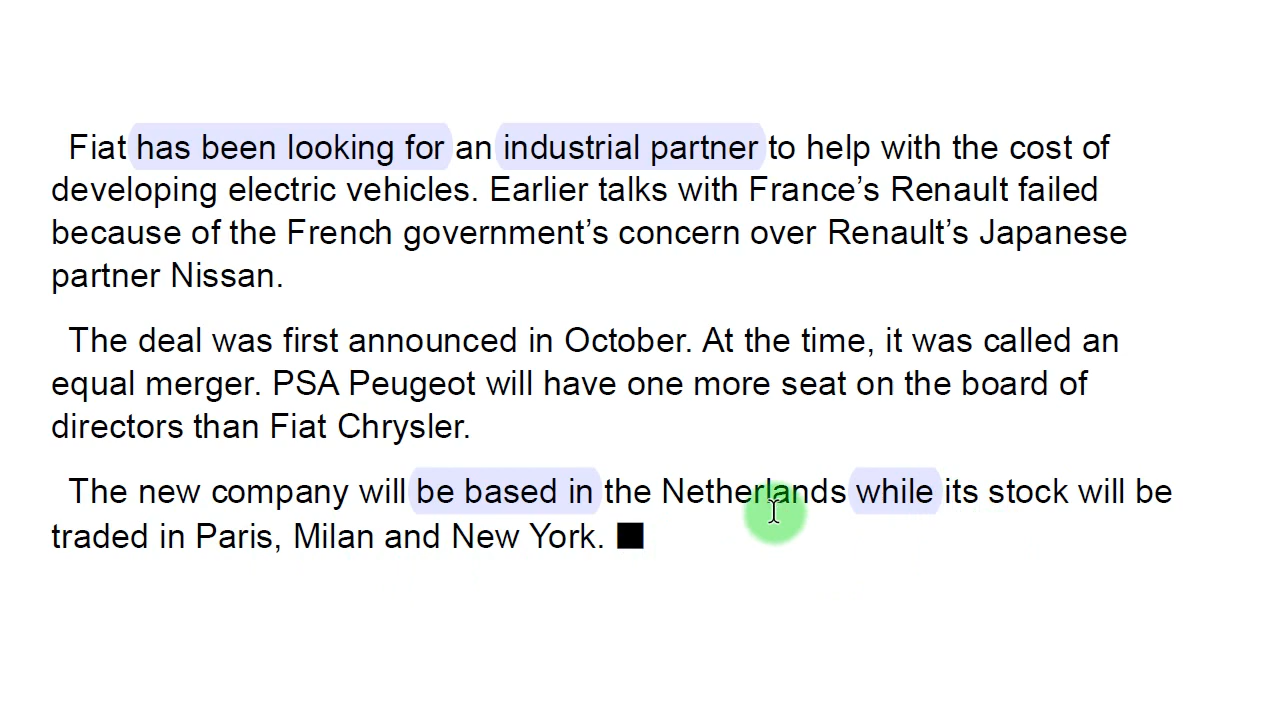 Fiat has been looking for an industrial partner to help with the cost of
developing electric vehicles. Earlier talks with France’s Renault failed
because of the French government’s concern over Renault’s Japanese
partner Nissan.
The deal was first announced in October. At the time, it was called an
equal merger. PSA Peugeot will have one more seat on the board of
directors than Fiat Chrysler.
The new company will be based in the Netherlands while its stock will be
traded in Paris, Milan and New York. ■